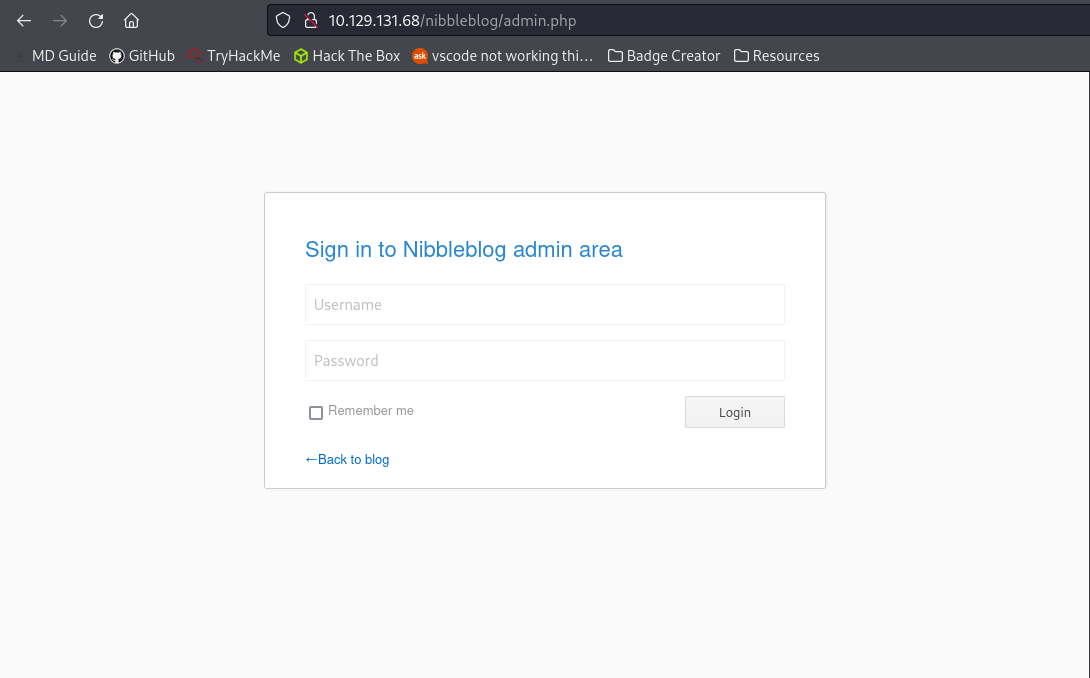 10.129.131.68/nibbleblog/admin.php
MD Guide GitHub TryHackMe Hack The Box ask vscode not working thi... Badge Creator Resources
Sign in to Nibbleblog admin area
Username
Password
Remember me Login
←Back to blog